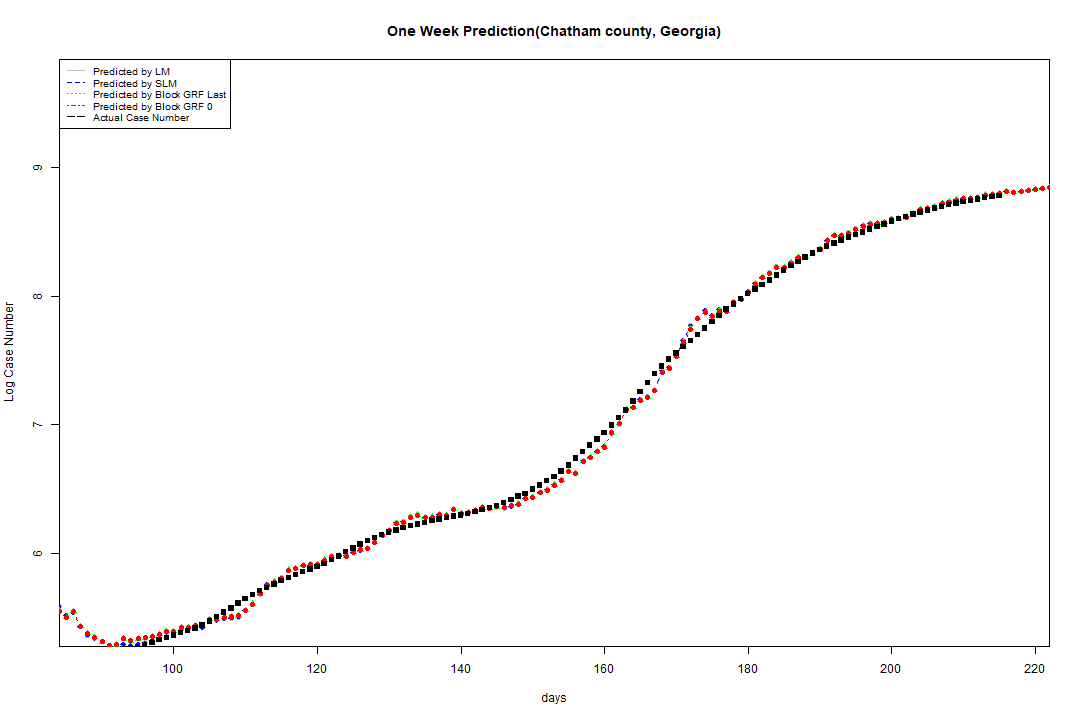 One Week Prediction(Chatham county, Georgia)
Predicted by LM
Predicted by SLM
Predicted by Block GRF Last
Predicted by Block GRF 0
Actual Case Number
9
8
7
6
Log Case Number
100 120 140 160 180 200 220
days